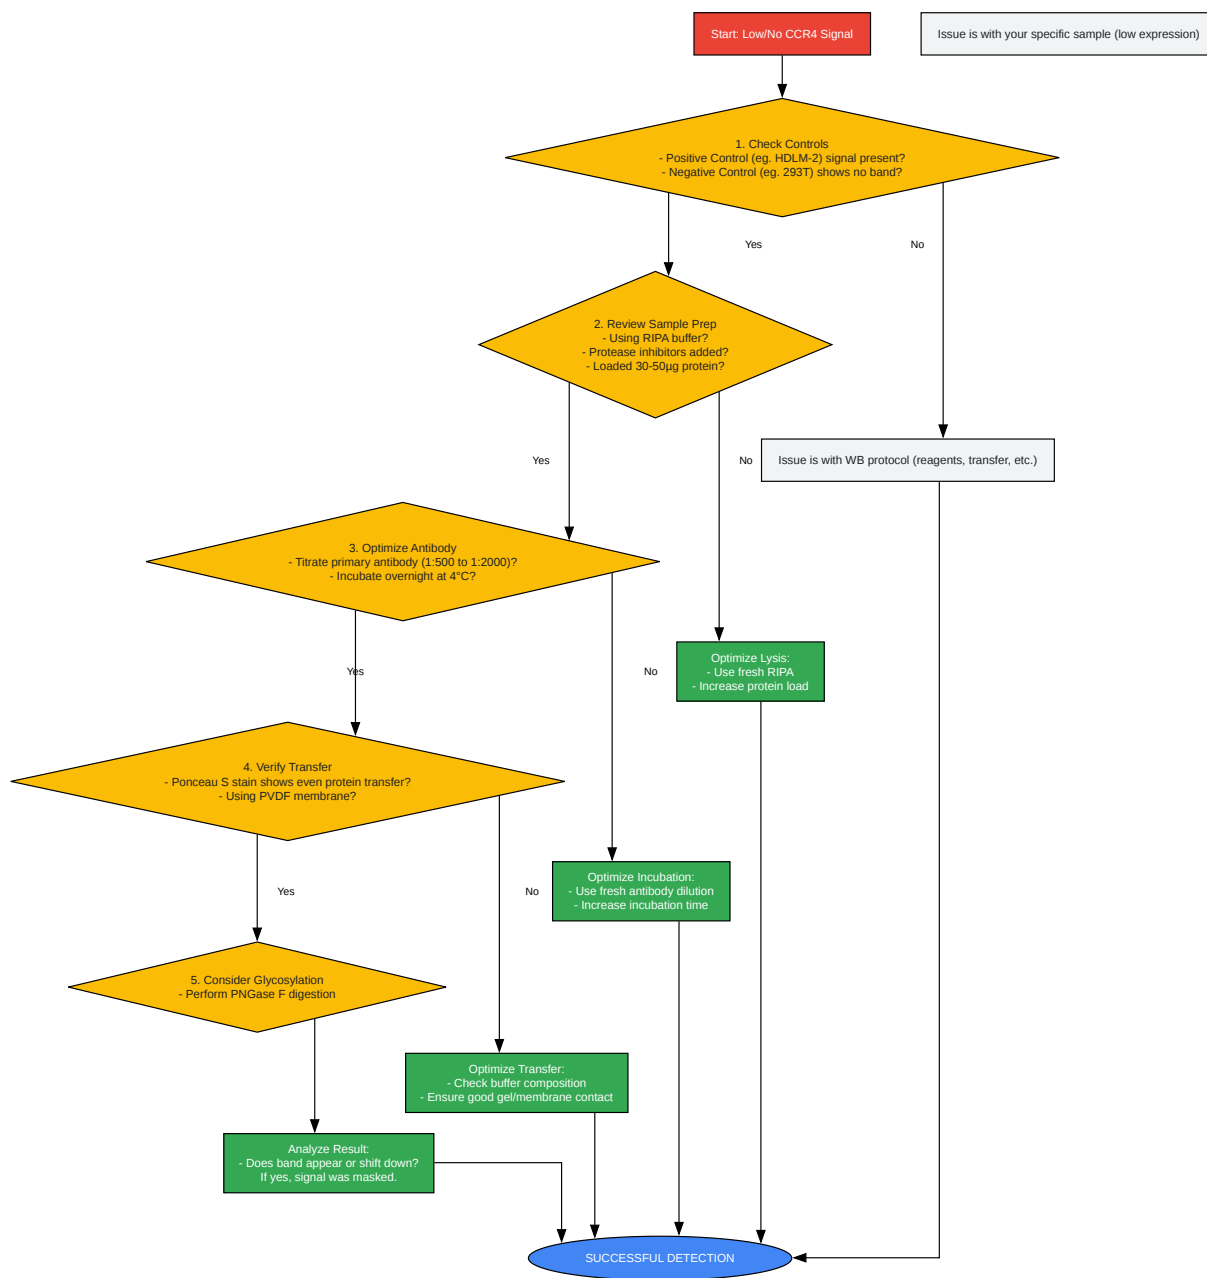 Start: Low/No CCR4 Signal
Issue is with your specific sample (low expression)
1. Check Controls
- Positive Control (eg. HDLM-2) signal present?
- Negative Control (eg. 293T) shows no band?
Yes
No
2. Review Sample Prep
- Using RIPA buffer?
- Protease inhibitors added?
- Loaded 30-50µg protein?
Yes
No
Issue is with WB protocol (reagents, transfer, etc.)
3. Optimize Antibody
- Titrate primary antibody (1:500 to 1:2000)?
- Incubate overnight at 4°C?
Yes
No
Optimize Lysis:
- Use fresh RIPA
- Increase protein load
4. Verify Transfer
- Ponceau S stain shows even protein transfer?
- Using PVDF membrane?
Yes
No
Optimize Incubation:
- Use fresh antibody dilution
- Increase incubation time
5. Consider Glycosylation
- Perform PNGase F digestion
Optimize Transfer:
- Check buffer composition
- Ensure good gel/membrane contact
Analyze Result:
- Does band appear or shift down?
If yes, signal was masked.
SUCCESSFUL DETECTION